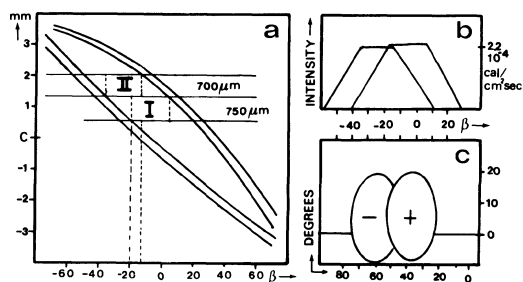 mm
a
3
2
II
700μm
1
I
750μm
C
-1
-2
-3
-60
-40
-20
0
20
40
60
β
b
INTENSITY
2,2
10⁻⁴
cal/
cm²sec
-40
-20
0
20
β
c
DEGREES
−
+
20
10
0
80
60
40
20
0